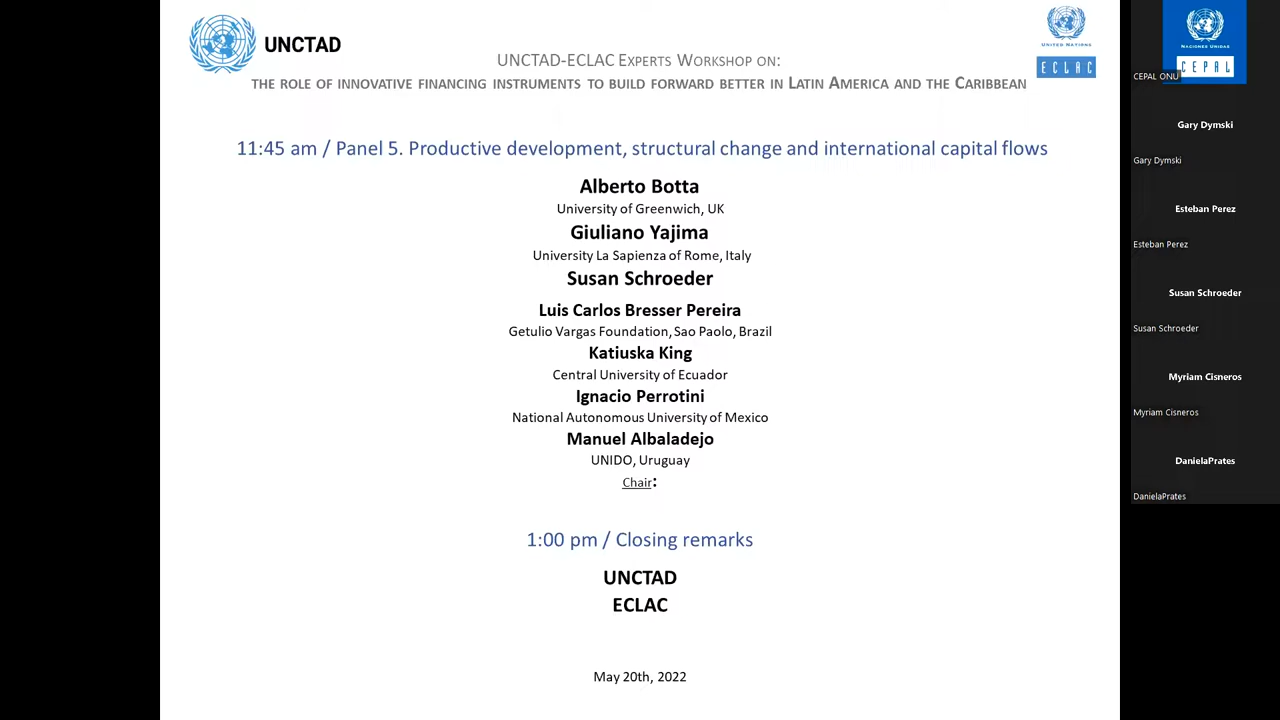 UNCTAD
UNCTAD-ECLAC Experts Workshop on:
THE ROLE OF INNOVATIVE FINANCING INSTRUMENTS TO BUILD FORWARD BETTER IN LATIN AMERICA AND THE CARIBBEAN
UNITED NATIONS
ECLAC
11:45 am / Panel 5. Productive development, structural change and international capital flows
Alberto Botta
University of Greenwich, UK
Giuliano Yajima
University La Sapienza of Rome, Italy
Susan Schroeder
Luis Carlos Bresser Pereira
Getulio Vargas Foundation, Sao Paolo, Brazil
Katiuska King
Central University of Ecuador
Ignacio Perrotini
National Autonomous University of Mexico
Manuel Albaladejo
UNIDO, Uruguay
Chair:
1:00 pm / Closing remarks
UNCTAD
ECLAC
May 20th, 2022
NACIONES UNIDAS
CEPAL
CEPAL ONU
Gary Dymski
Gary Dymski
Esteban Perez
Esteban Perez
Susan Schroeder
Susan Schroeder
Myriam Cisneros
Myriam Cisneros
DanielaPrates
DanielaPrates